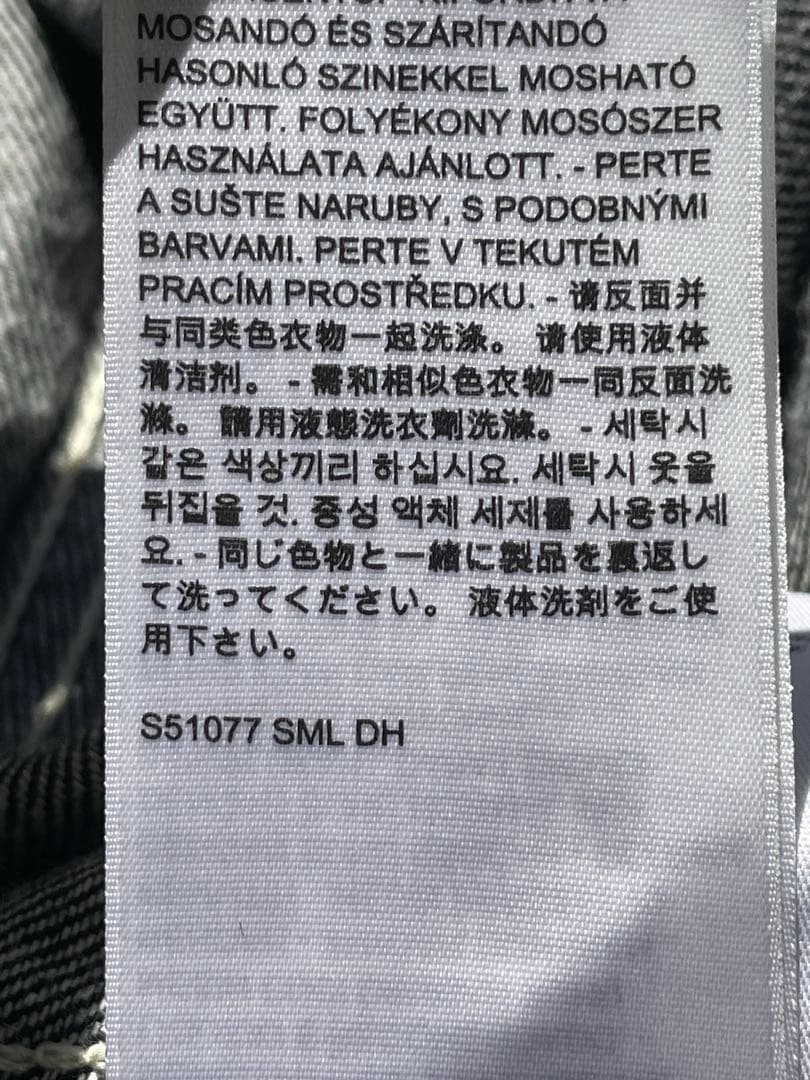 MOSANDÓ ÉS SZÁRÍTANDÓ
HASONLÓ SZINEKKEL MOSHATÓ
EGYÜTT. FOLYÉKONY MOSÓSZER
HASZNÁLATA AJÁNLOTT. - PERTE
A SUŠTE NARUBY, S PODOBNÝMI
BARVAMI. PERTE V TEKUTÉM
PRACÍM PROSTŘEDKU. - 请反面并
与同类色衣物一起洗涤。 请使用液体
清洁剂。 - 需和相似色衣物一同反面洗
滌。 請用液態洗衣劑洗滌。 - 세탁시
같은 색상끼리 하십시요. 세탁시 옷을
뒤집을 것. 중성 액체 세제를 사용하세
요. - 同じ色物と一緒に製品を裏返し
て洗ってください。 液体洗剤をご使
用下さい。
S51077 SML DH